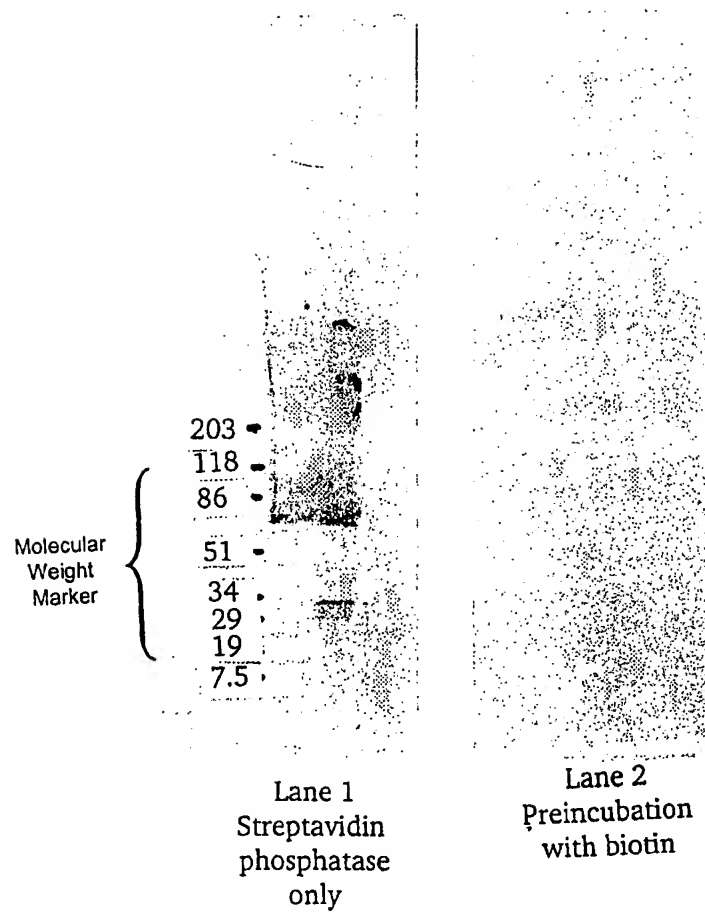 203
118
86
51
34
29
19
7.5
Molecular
Weight
Marker
Lane 1
Streptavidin
phosphatase
only
Lane 2
Preincubation
with biotin